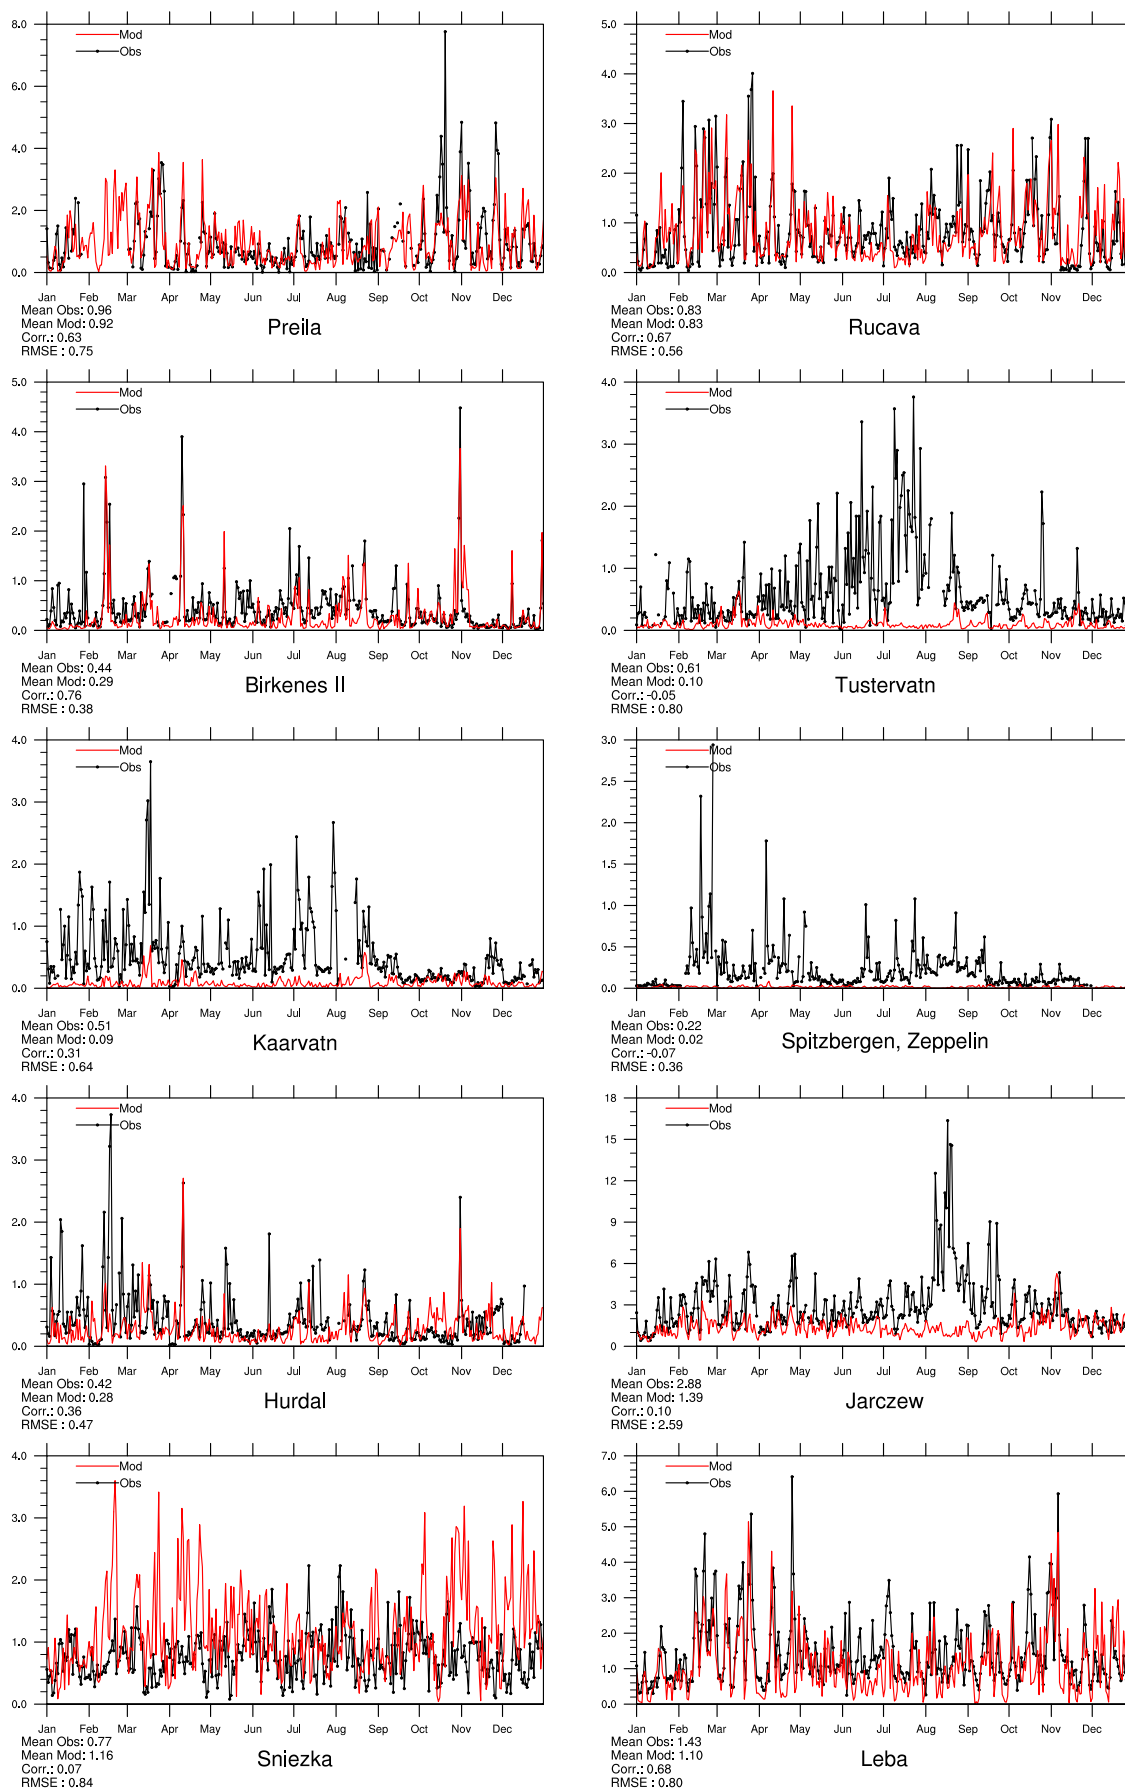 8.0
6.0
4.0
2.0
0.0
Mod
Obs
Jan Feb Mar Apr May Jun Jul Aug Sep Oct Nov Dec
Mean Obs: 0.96
Mean Mod: 0.92
Corr.: 0.63
RMSE : 0.75
Preila
5.0
4.0
3.0
2.0
1.0
0.0
Mod
Obs
Jan Feb Mar Apr May Jun Jul Aug Sep Oct Nov Dec
Mean Obs: 0.83
Mean Mod: 0.83
Corr.: 0.67
RMSE : 0.56
Rucava
5.0
4.0
3.0
2.0
1.0
0.0
Mod
Obs
Jan Feb Mar Apr May Jun Jul Aug Sep Oct Nov Dec
Mean Obs: 0.44
Mean Mod: 0.29
Corr.: 0.76
RMSE : 0.38
Birkenes II
4.0
3.0
2.0
1.0
0.0
Mod
Obs
Jan Feb Mar Apr May Jun Jul Aug Sep Oct Nov Dec
Mean Obs: 0.61
Mean Mod: 0.10
Corr.: -0.05
RMSE : 0.80
Tustervatn
4.0
3.0
2.0
1.0
0.0
Mod
Obs
Jan Feb Mar Apr May Jun Jul Aug Sep Oct Nov Dec
Mean Obs: 0.51
Mean Mod: 0.09
Corr.: 0.31
RMSE : 0.64
Kaarvatn
3.0
2.5
2.0
1.5
1.0
0.5
0.0
Mod
Obs
Jan Feb Mar Apr May Jun Jul Aug Sep Oct Nov Dec
Mean Obs: 0.22
Mean Mod: 0.02
Corr.: -0.07
RMSE : 0.36
Spitzbergen, Zeppelin
4.0
3.0
2.0
1.0
0.0
Mod
Obs
Jan Feb Mar Apr May Jun Jul Aug Sep Oct Nov Dec
Mean Obs: 0.42
Mean Mod: 0.28
Corr.: 0.36
RMSE : 0.47
Hurdal
18
15
12
9
6
3
0
Mod
Obs
Jan Feb Mar Apr May Jun Jul Aug Sep Oct Nov Dec
Mean Obs: 2.88
Mean Mod: 1.39
Corr.: 0.10
RMSE : 2.59
Jarczew
4.0
3.0
2.0
1.0
0.0
Mod
Obs
Jan Feb Mar Apr May Jun Jul Aug Sep Oct Nov Dec
Mean Obs: 0.77
Mean Mod: 1.16
Corr.: 0.07
RMSE : 0.84
Sniezka
7.0
6.0
5.0
4.0
3.0
2.0
1.0
0.0
Mod
Obs
Jan Feb Mar Apr May Jun Jul Aug Sep Oct Nov Dec
Mean Obs: 1.43
Mean Mod: 1.10
Corr.: 0.68
RMSE : 0.80
Leba